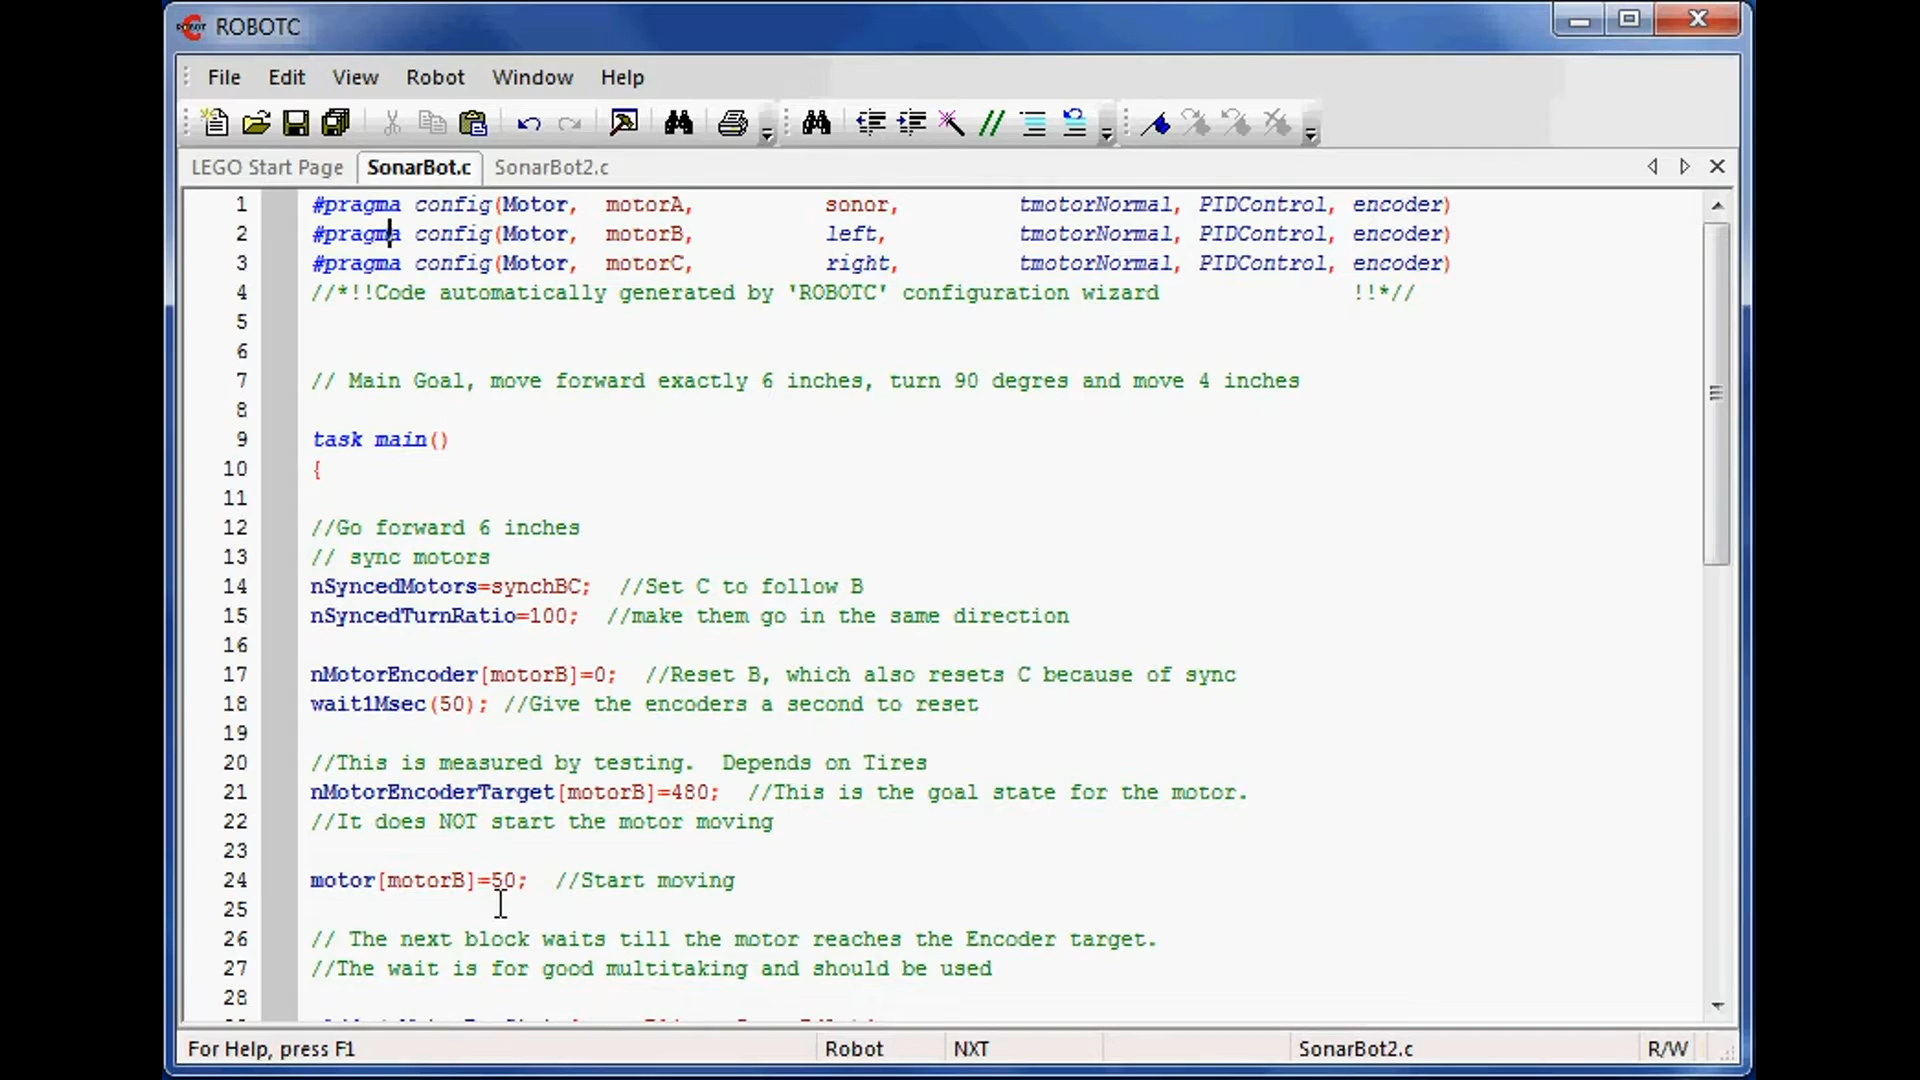 ROBOTC
File Edit View Robot Window Help
LEGO Start Page SonarBot.c SonarBot2.c
1 #pragma config(Motor, motorA, sonor, tmotorNormal, PIDControl, encoder)
2 #pragma config(Motor, motorB, left, tmotorNormal, PIDControl, encoder)
3 #pragma config(Motor, motorC, right, tmotorNormal, PIDControl, encoder)
4 //*!!Code automatically generated by 'ROBOTC' configuration wizard !!*//
5
6
7 // Main Goal, move forward exactly 6 inches, turn 90 degres and move 4 inches
8
9 task main()
10 {
11
12 //Go forward 6 inches
13 // sync motors
14 nSyncedMotors=synchBC; //Set C to follow B
15 nSyncedTurnRatio=100; //make them go in the same direction
16
17 nMotorEncoder[motorB]=0; //Reset B, which also resets C because of sync
18 wait1Msec(50); //Give the encoders a second to reset
19
20 //This is measured by testing. Depends on Tires
21 nMotorEncoderTarget[motorB]=480; //This is the goal state for the motor.
22 //It does NOT start the motor moving
23
24 motor[motorB]=50; //Start moving
25
26 // The next block waits till the motor reaches the Encoder target.
27 //The wait is for good multitaking and should be used
28
For Help, press F1 Robot NXT SonarBot2.c R/W